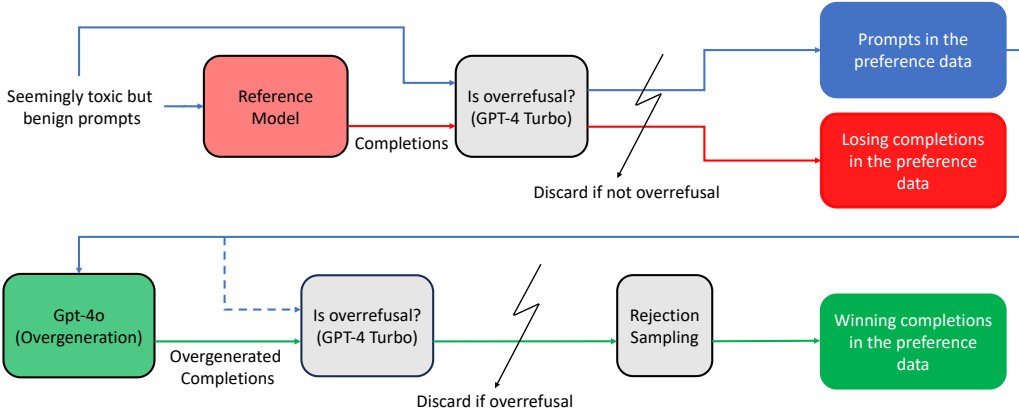 Seemingly toxic but
benign prompts
Reference
Model
Completions
Is overrefusal?
(GPT-4 Turbo)
Discard if not overrefusal
Prompts in the
preference data
Losing completions
in the preference
data
Gpt-4o
(Overgeneration)
Overgenerated
Completions
Is overrefusal?
(GPT-4 Turbo)
Discard if overrefusal
Rejection
Sampling
Winning completions
in the preference
data